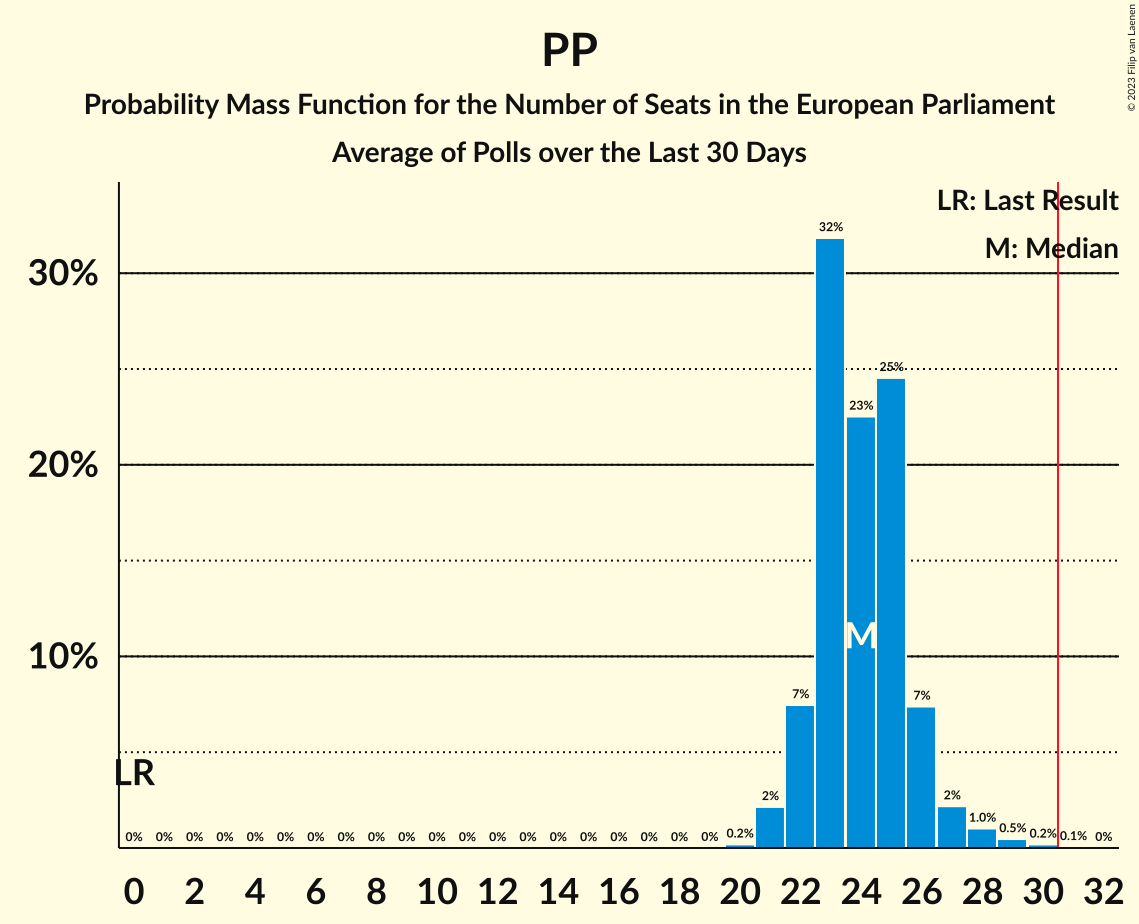 PP
Probability Mass Function for the Number of Seats in the European Parliament
Average of Polls over the Last 30 Days
© 2023 Filip van Laenen
LR: Last Result
M: Median
30%
20%
10%
32%
25%
23%
7%
7%
2%
2%
1.0%
0.5%
0% 0% 0% 0% 0% 0% 0% 0% 0% 0% 0% 0% 0% 0% 0% 0% 0% 0% 0% 0% 0.2% 0.2% 0.1% 0%
M
LR
0 2 4 6 8 10 12 14 16 18 20 22 24 26 28 30 32